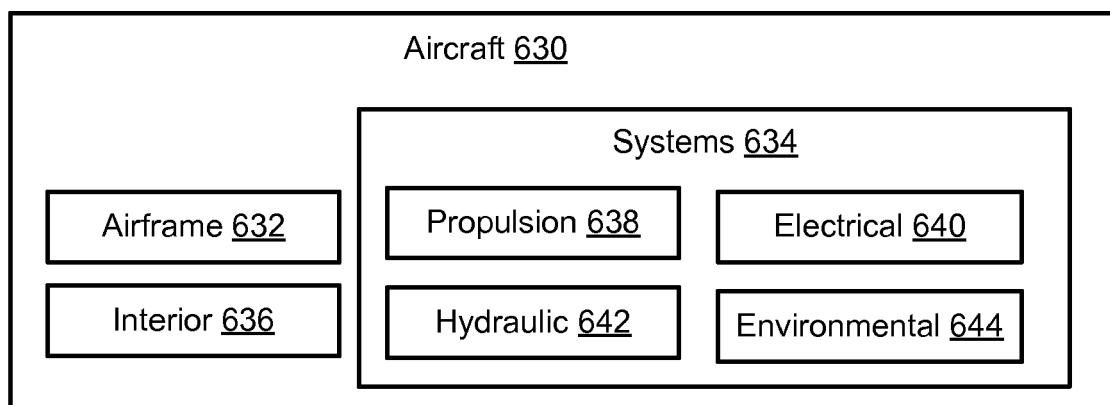 Aircraft 630
Systems 634
Airframe 632
Propulsion 638
Electrical 640
Interior 636
Hydraulic 642
Environmental 644